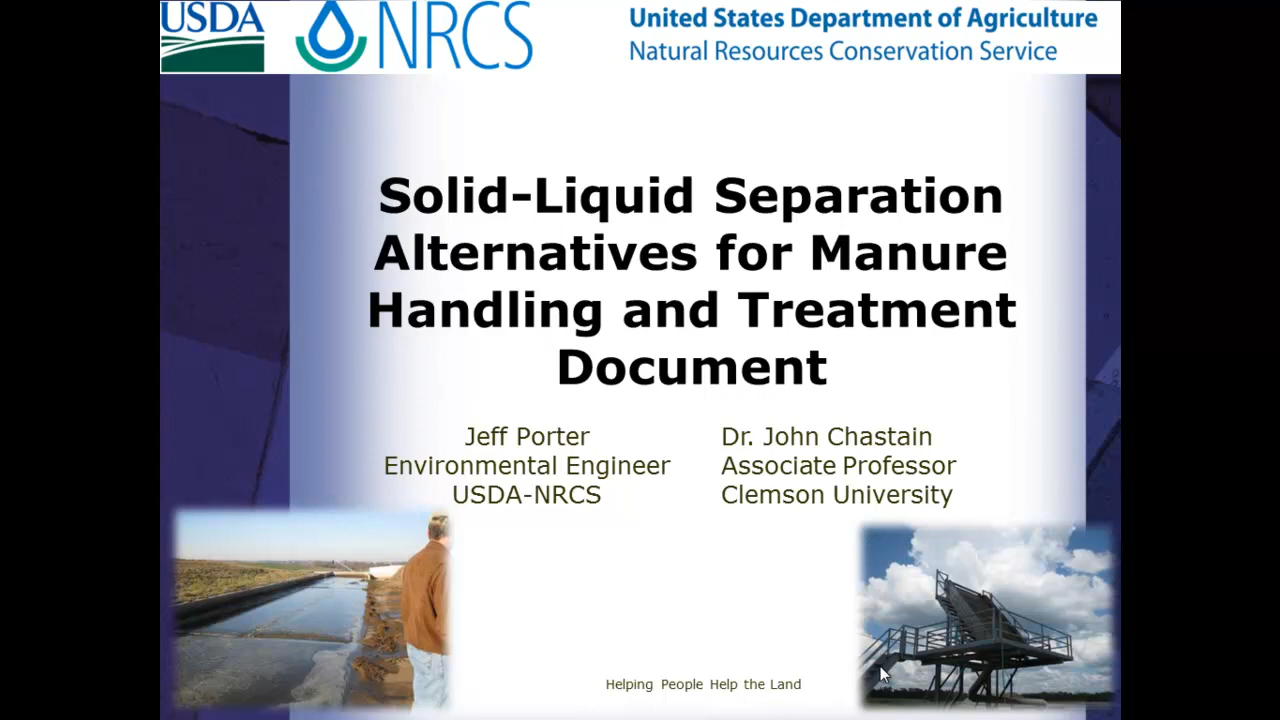 USDA
NRCS
United States Department of Agriculture
Natural Resources Conservation Service
Solid-Liquid Separation
Alternatives for Manure
Handling and Treatment
Document
Jeff Porter
Environmental Engineer
USDA-NRCS
Dr. John Chastain
Associate Professor
Clemson University
Helping People Help the Land